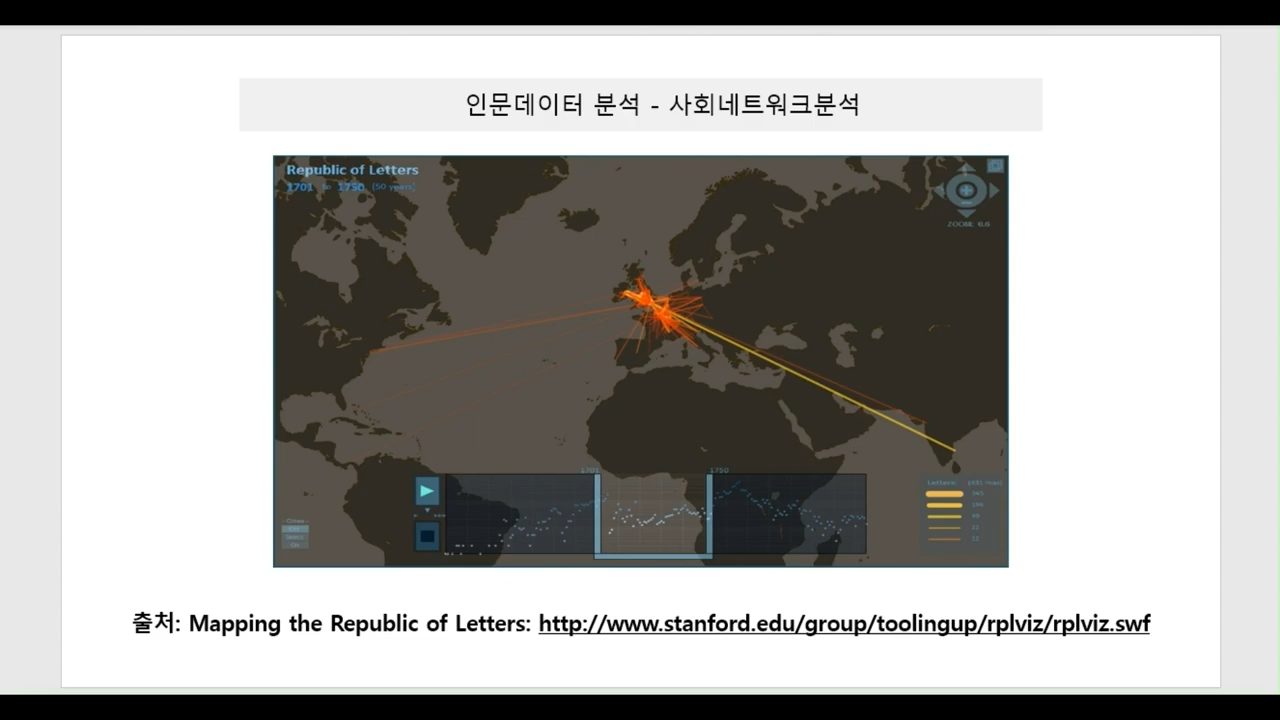 인문데이터 분석 - 사회네트워크분석
Republic of Letters
1701 to 1750 (50 years)
ZOOM:
1701
1750
출처: Mapping the Republic of Letters: http://www.stanford.edu/group/toolingup/rplviz/rplviz.swf